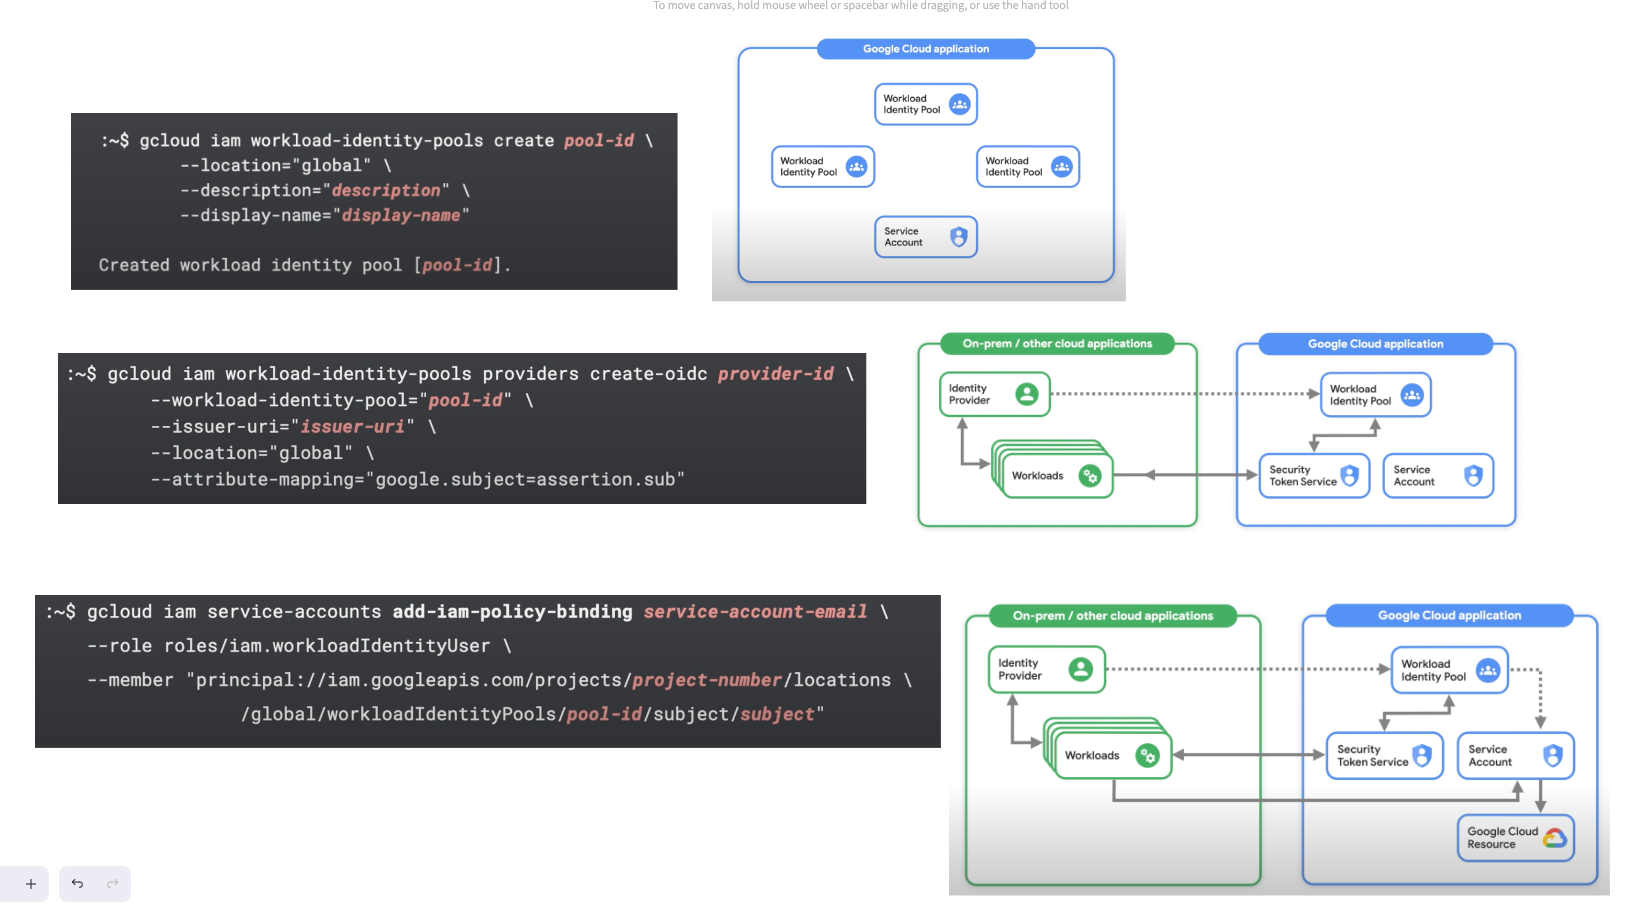 To move canvas, hold mouse wheel or spacebar while dragging, or use the hand tool
:~$ gcloud iam workload-identity-pools create pool-id \
--location="global" \
--description="description" \
--display-name="display-name"
Created workload identity pool [pool-id].
Google Cloud application
Workload
Identity Pool
Workload
Identity Pool
Workload
Identity Pool
Service
Account
:~$ gcloud iam workload-identity-pools providers create-oidc provider-id \
--workload-identity-pool="pool-id" \
--issuer-uri="issuer-uri" \
--location="global" \
--attribute-mapping="google.subject=assertion.sub"
On-prem / other cloud applications
Identity
Provider
Workloads
Google Cloud application
Workload
Identity Pool
Security
Token Service
Service
Account
:~$ gcloud iam service-accounts add-iam-policy-binding service-account-email \
--role roles/iam.workloadIdentityUser \
--member "principal://iam.googleapis.com/projects/project-number/locations \
/global/workloadIdentityPools/pool-id/subject/subject"
On-prem / other cloud applications
Identity
Provider
Workloads
Google Cloud application
Workload
Identity Pool
Security
Token Service
Service
Account
Google Cloud
Resource